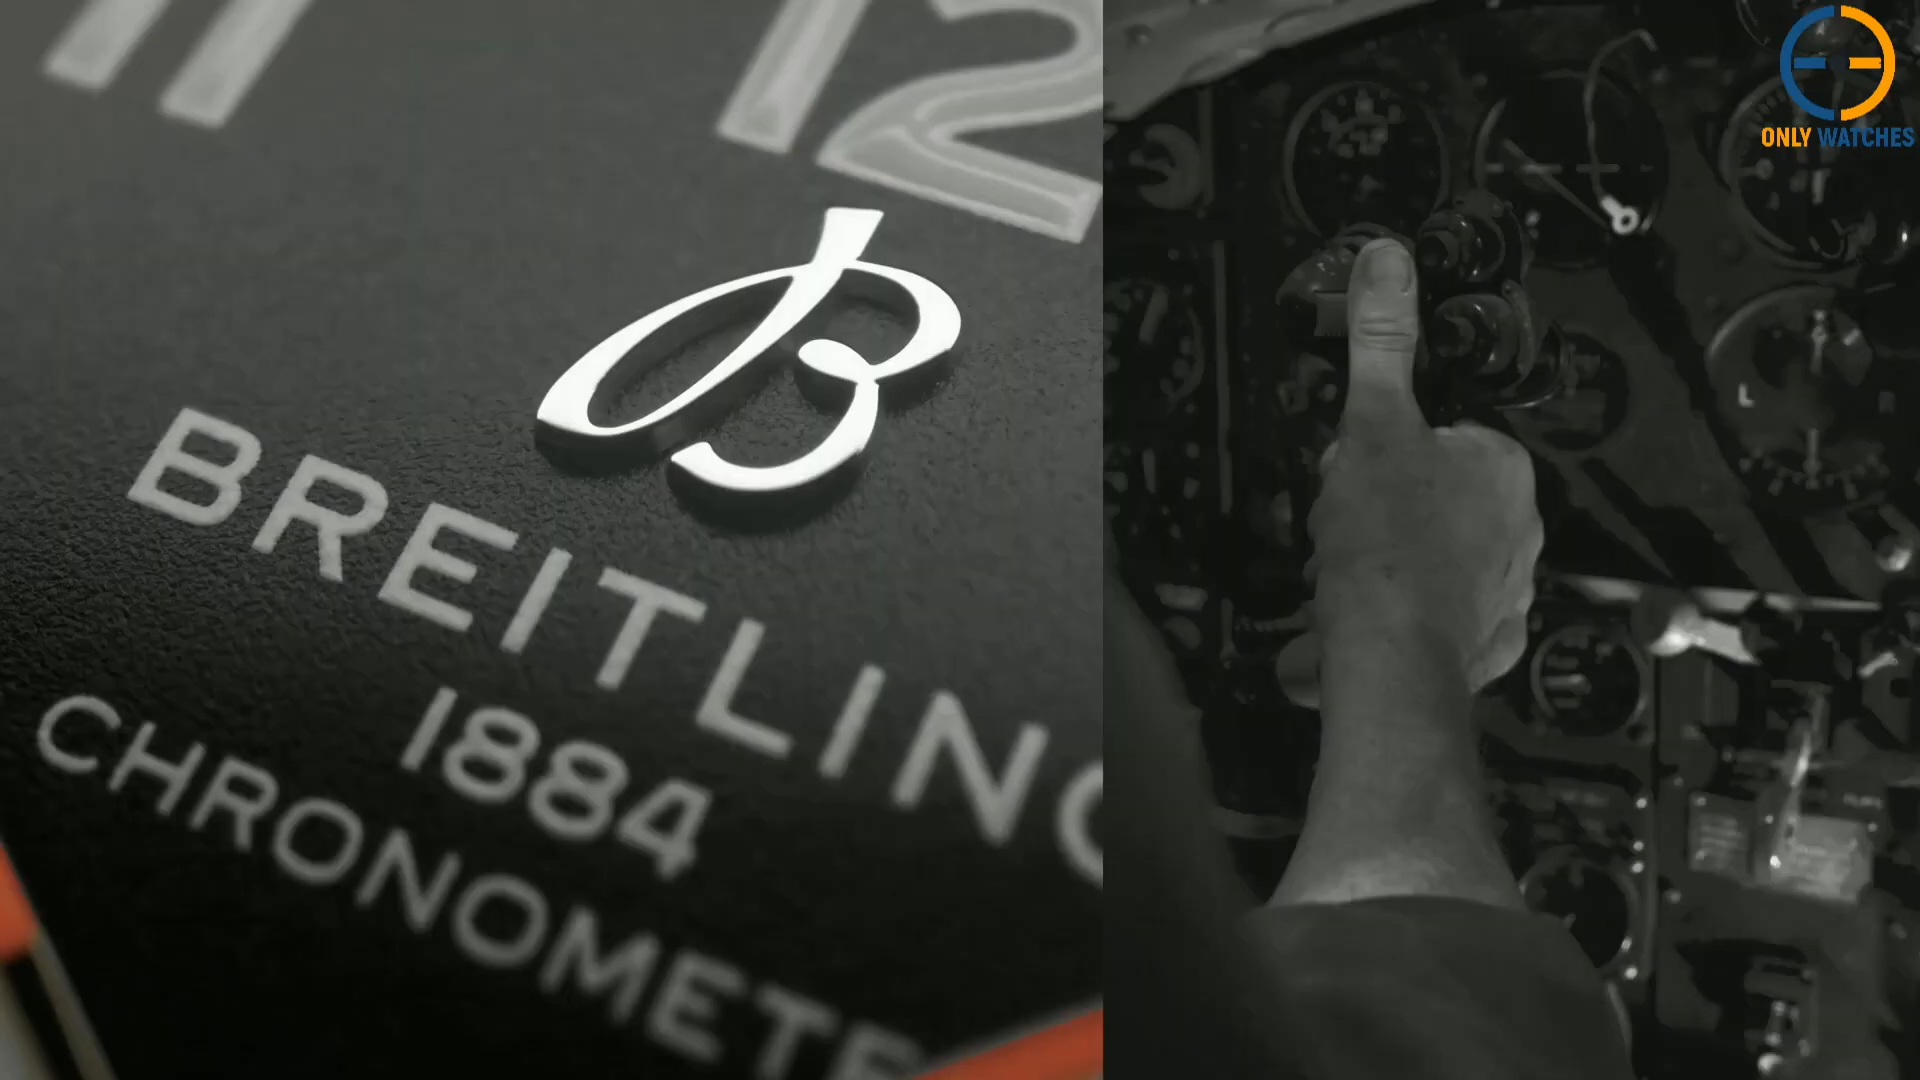 11
12
B
BREITLING
1884
CHRONOMETE
ONLY WATCHES
L